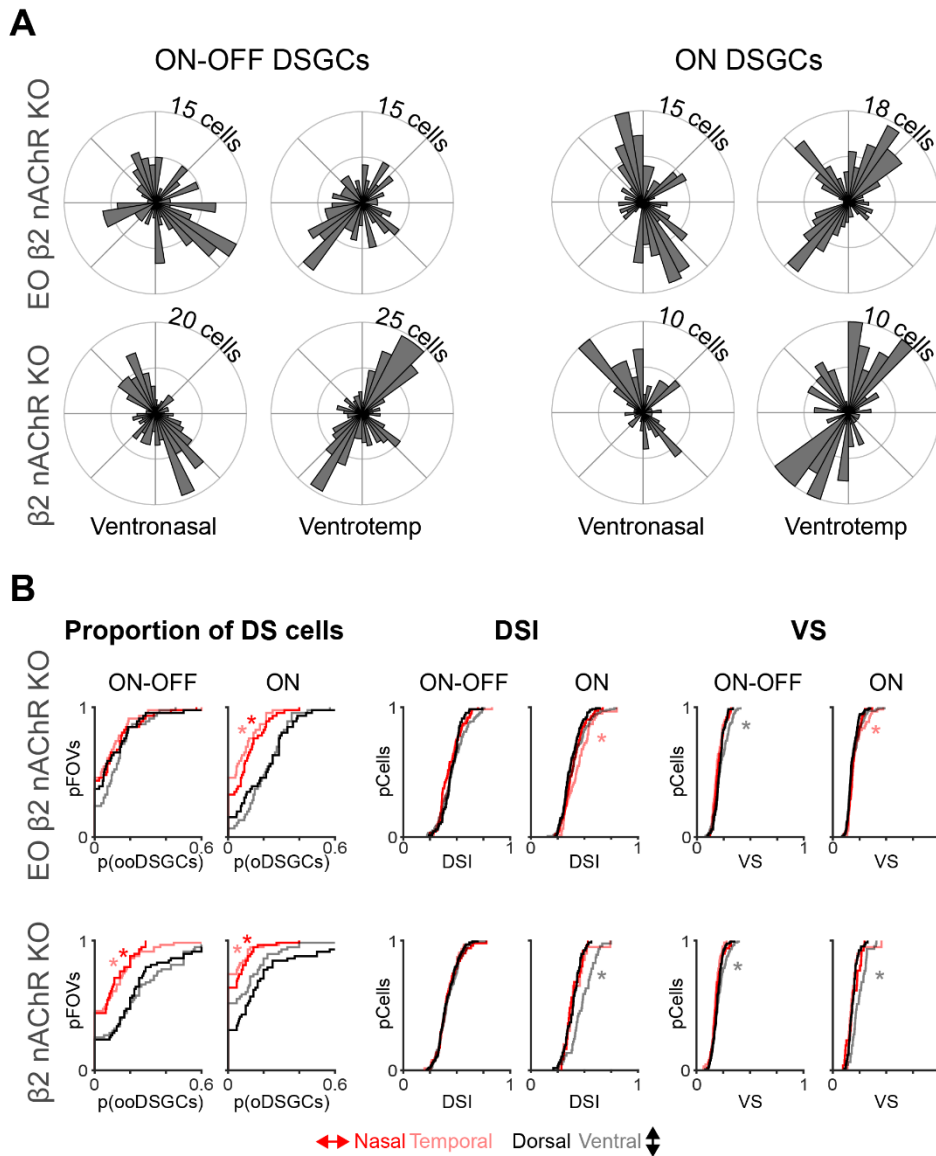 A
ON-OFF DSGCs ON DSGCs
EO β2 nAChR KO
15 cells 15 cells 15 cells 18 cells
β2 nAChR KO
20 cells 25 cells 10 cells 10 cells
Ventronasal Ventrotemp Ventronasal Ventrotemp
B
Proportion of DS cells DSI VS
ON-OFF ON ON-OFF ON ON-OFF ON
EO β2 nAChR KO
1 * * 1 * 1 * *
pFOVs pCells pCells
0
0 0.6 0.6 0 1 1 0 1 1
p(ooDSGCs) p(oDSGCs) DSI DSI VS VS
β2 nAChR KO
1 * * * * 1 * 1 * *
pFOVs pCells pCells
0 0 0
0 0.6 0.6 0 1 1 0 1 1
p(ooDSGCs) p(oDSGCs) DSI DSI VS VS
Nasal Temporal Dorsal Ventral